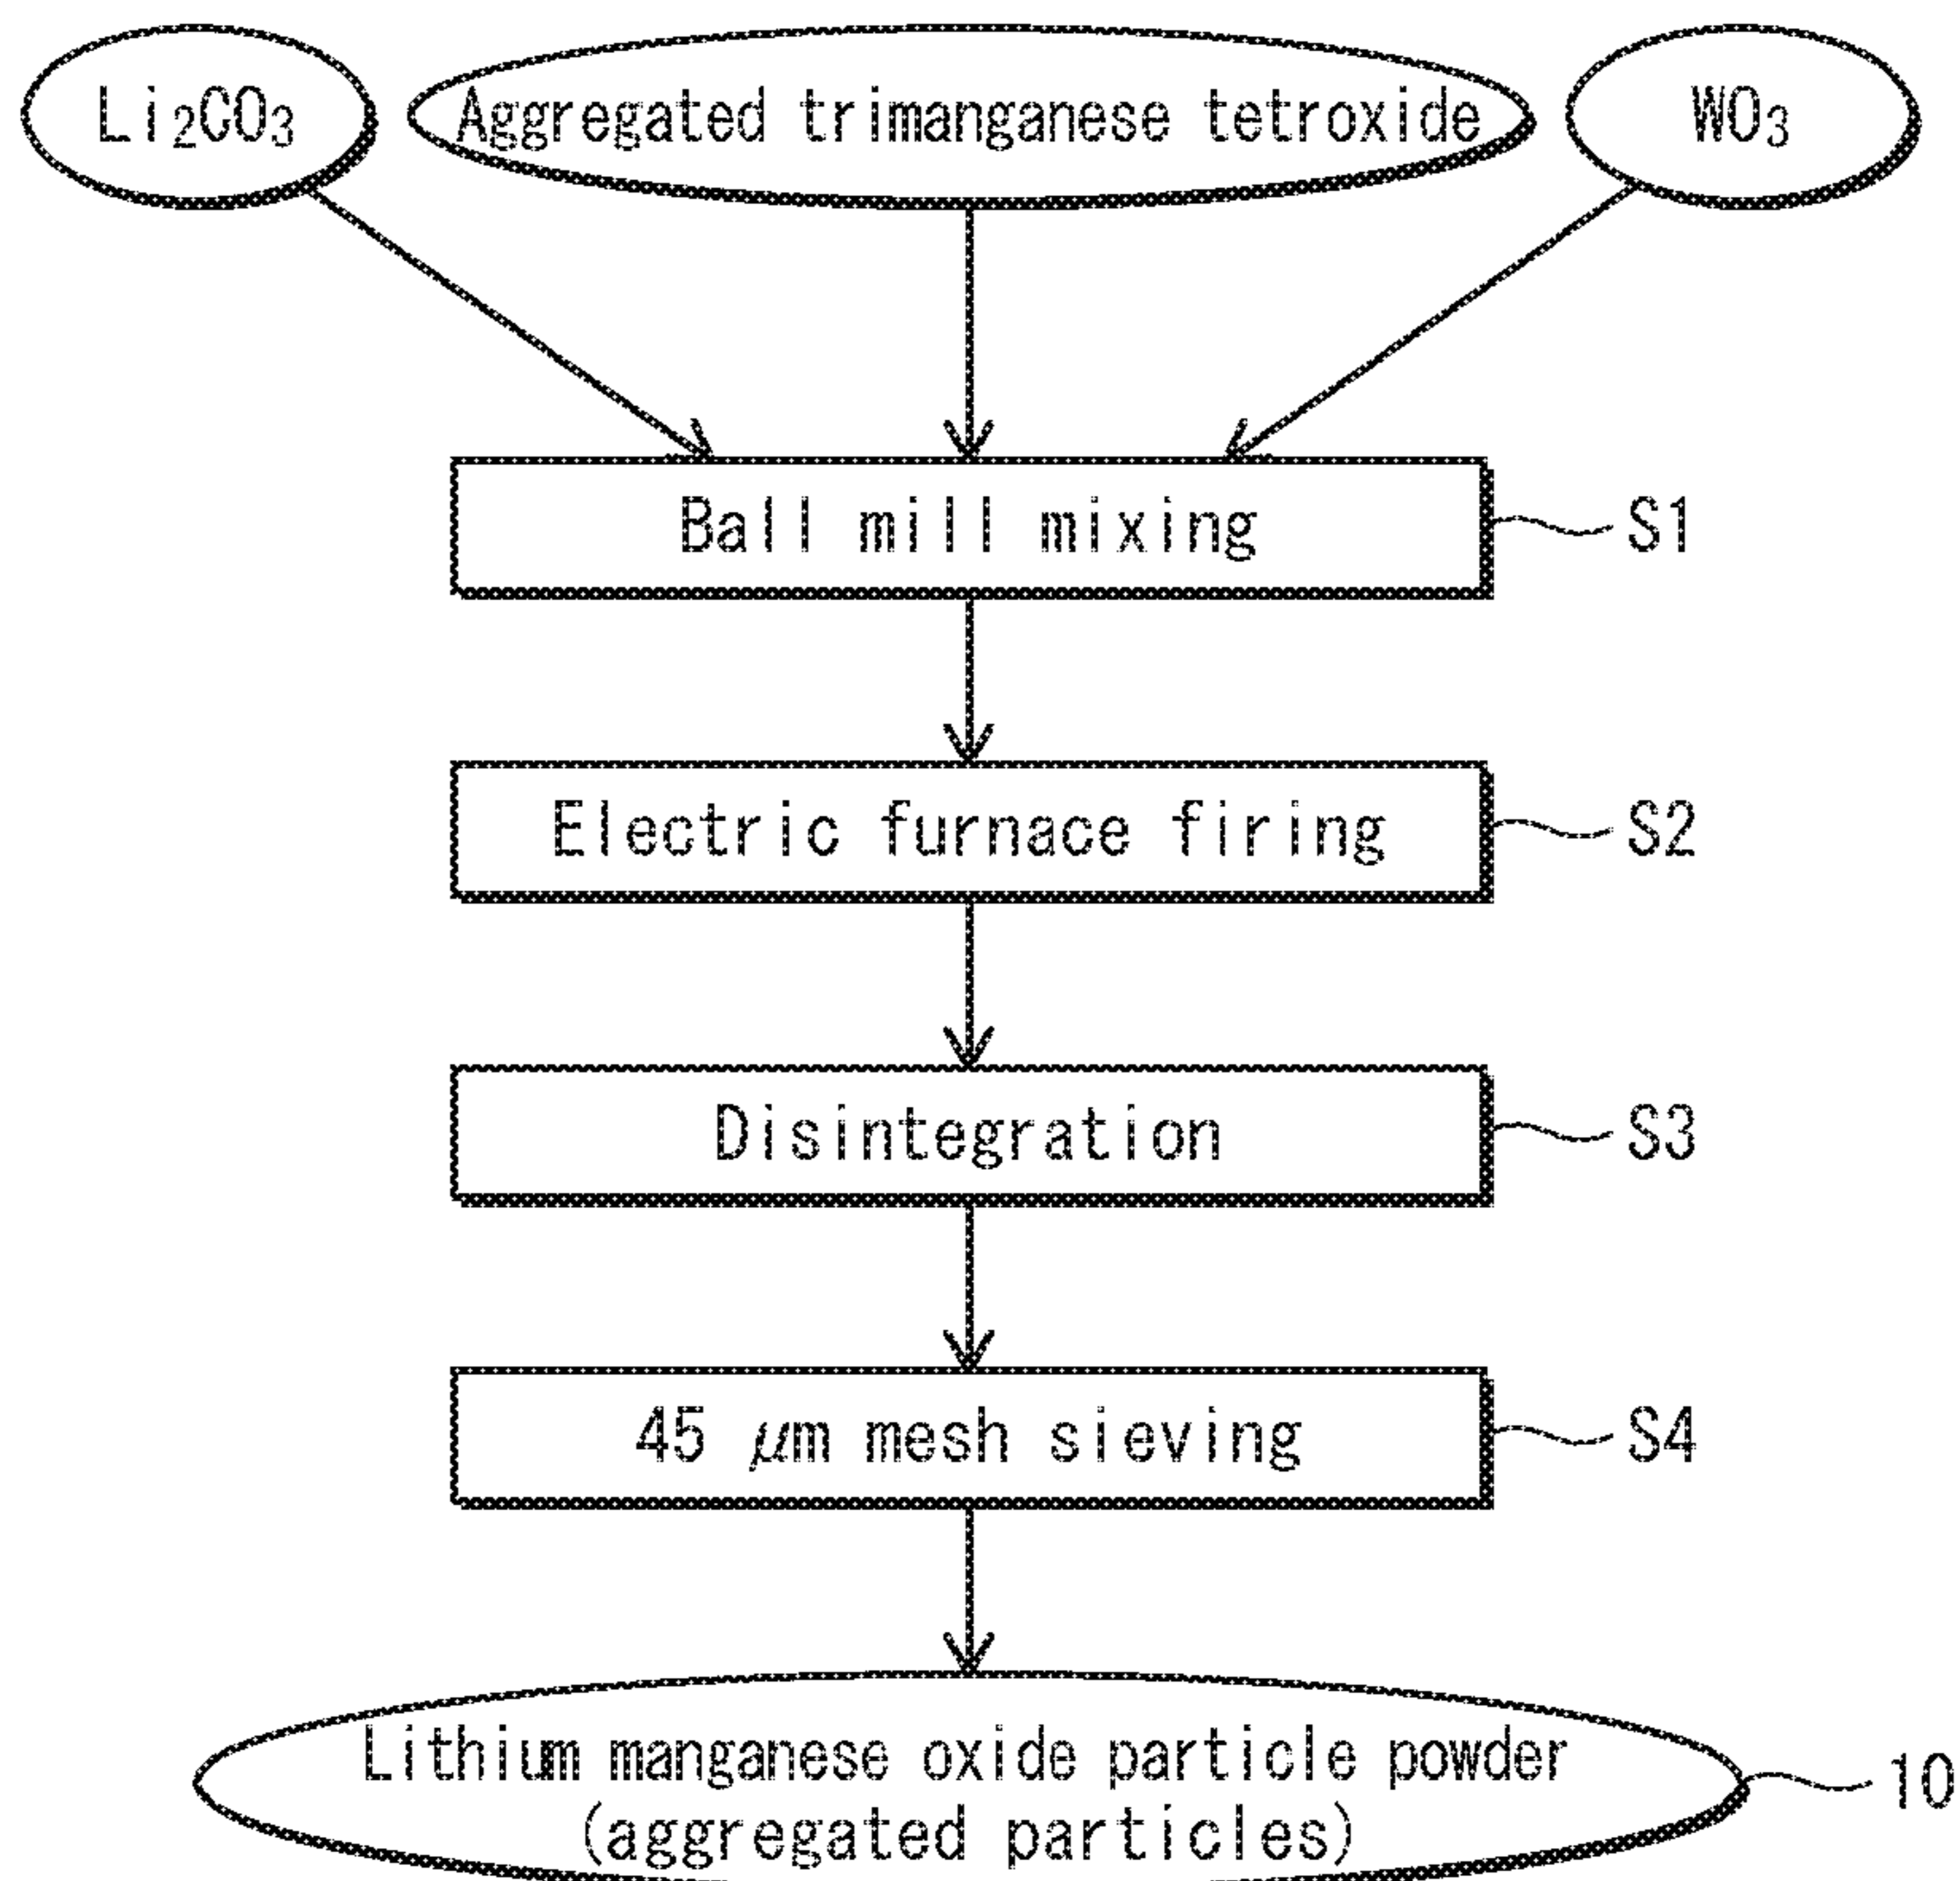 Li₂CO₃
Aggregated trimanganese tetroxide
WO₃
Ball mill mixing
S1
Electric furnace firing
S2
Disintegration
S3
45 μm mesh sieving
S4
Lithium manganese oxide particle powder
(aggregated particles)
10